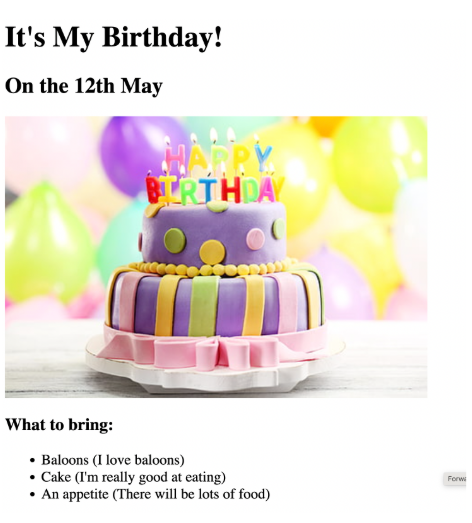 It's My Birthday!
On the 12th May
HAPPY
BIRTHDAY
What to bring:
Baloons (I love baloons)
Cake (I'm really good at eating)
An appetite (There will be lots of food)